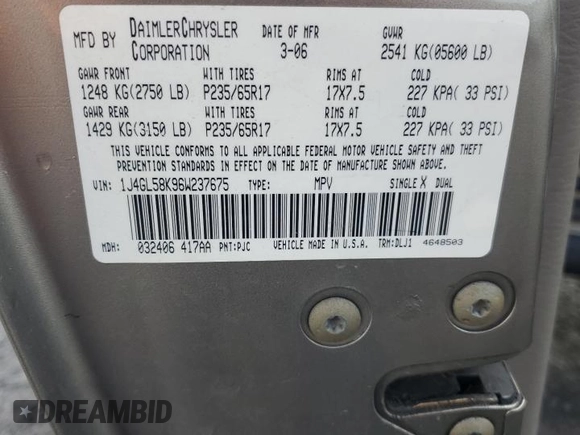 MFD BY DAIMLERCHRYSLER CORPORATION DATE OF MFR 3-06 GVWR 2541 KG(05600 LB)
GAWR FRONT WITH TIRES RIMS AT COLD
1248 KG(2750 LB) P235/65R17 17X7.5 227 KPA( 33 PSI)
GAWR REAR WITH TIRES RIMS AT COLD
1429 KG(3150 LB) P235/65R17 17X7.5 227 KPA( 33 PSI)
THIS VEHICLE CONFORMS TO ALL APPLICABLE FEDERAL MOTOR VEHICLE SAFETY AND THEFT
PREVENTION STANDARDS IN EFFECT ON THE DATE OF MANUFACTURE SHOWN ABOVE.
VIN: 1J4GL58K96W237675 TYPE: MPV SINGLE X DUAL
MDH: 032406 417AA PNT:PJC VEHICLE MADE IN U.S.A. TRM:DLJ1 4648503
DREAMBID